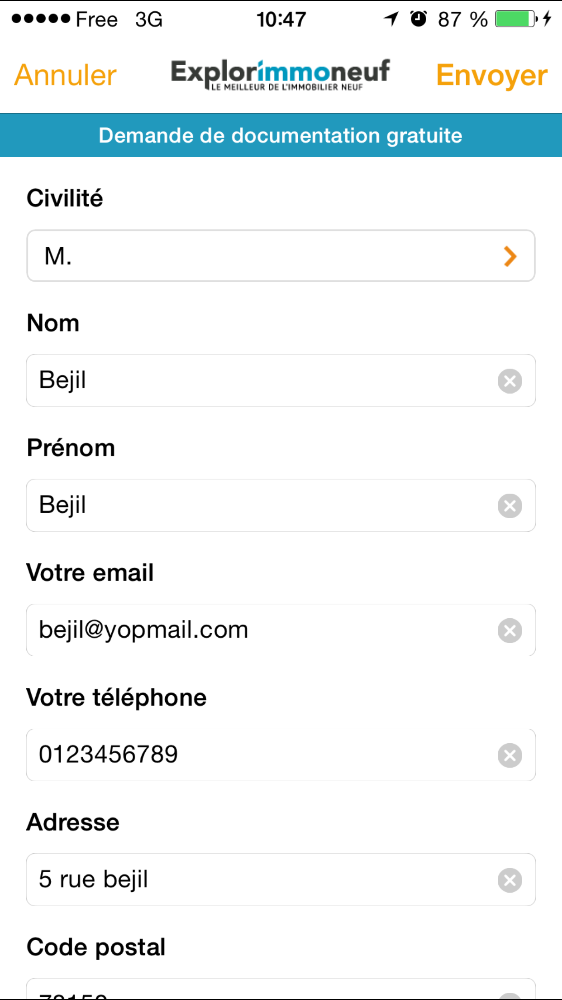 Free 3G 10:47 87 %
Annuler Explorimmoneuf Envoyer
LE MEILLEUR DE L'IMMOBILIER NEUF
Demande de documentation gratuite
Civilité
M.
Nom
Bejil
Prénom
Bejil
Votre email
bejil@yopmail.com
Votre téléphone
0123456789
Adresse
5 rue bejil
Code postal